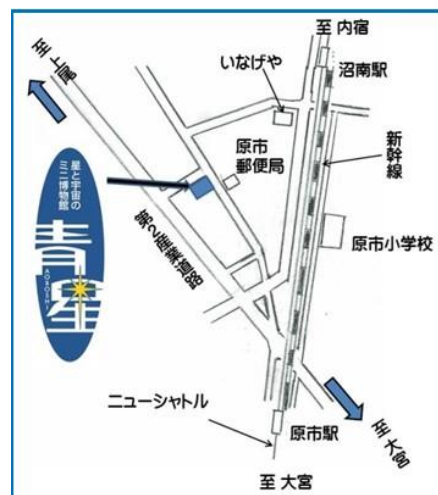 至 内宿
至 上尾
いなげや
沼南駅
新幹線
原市
郵便局
星と宇宙の
ミニ博物館
青星
AOBOSHI
第2産業道路
原市小学校
ニューシャトル
原市駅
至 大宮
至 大宮